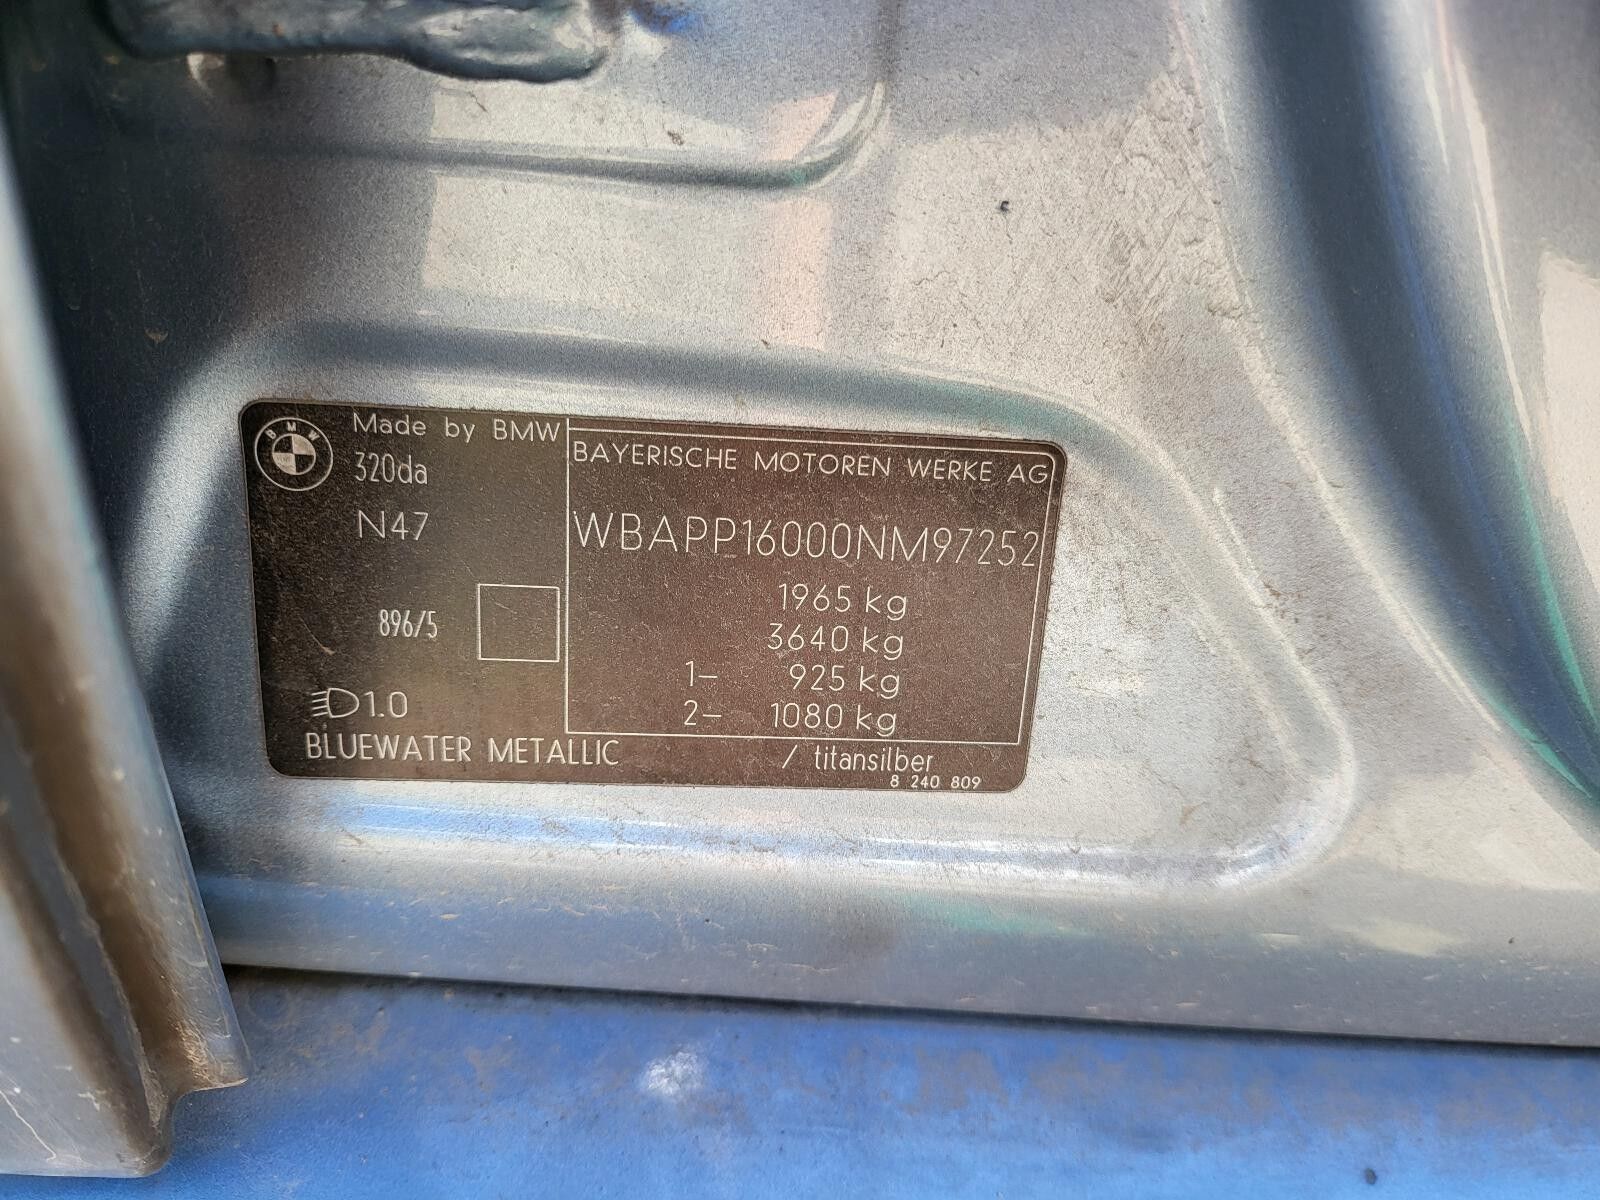 BMW
Made by BMW
320da
N47
896/5
1.0
BLUEWATER METALLIC
BAYERISCHE MOTOREN WERKE AG
WBAPP16000NM97252
1965 kg
3640 kg
1– 925 kg
2– 1080 kg
/ titansilber
8 240 809